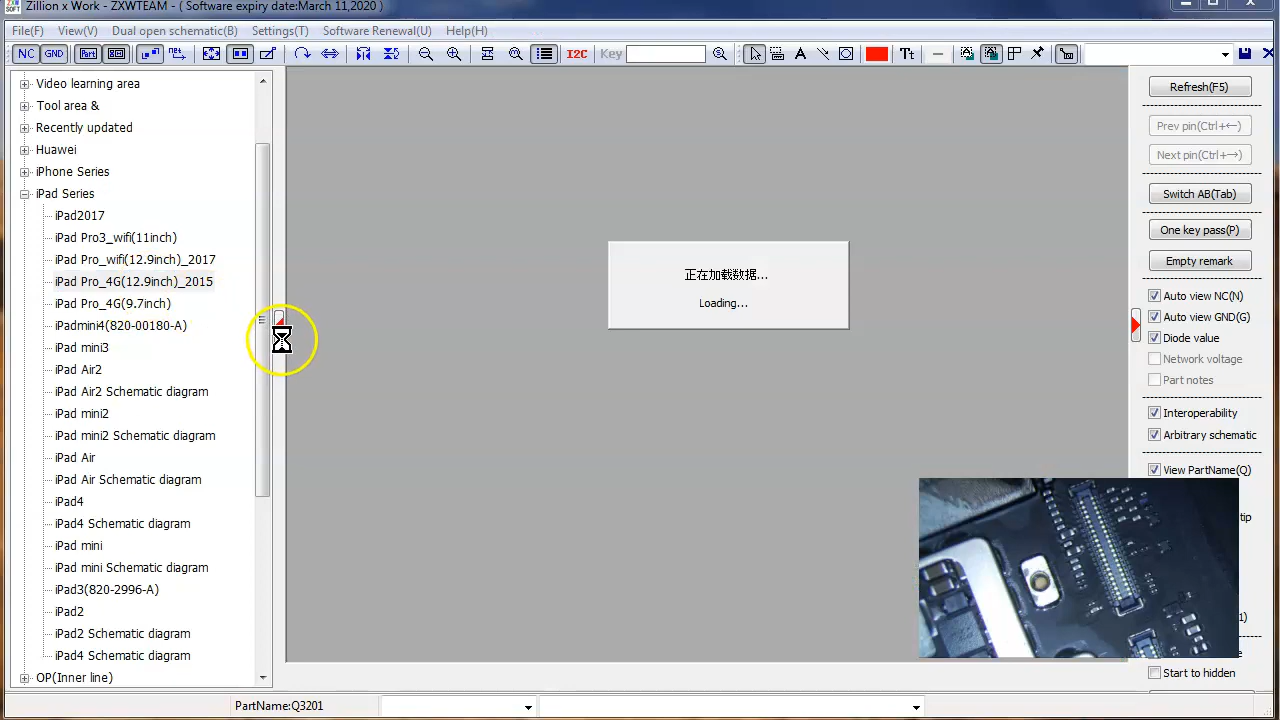 Zillion x Work - ZXWTEAM - ( Software expiry date:March 11,2020 )
File(F) View(V) Dual open schematic(B) Settings(T) Software Renewal(U) Help(H)
NC GND Part net. I2C Key A Tt
Video learning area
Tool area &
Recently updated
Huawei
iPhone Series
iPad Series
iPad2017
iPad Pro3_wifi(11inch)
iPad Pro_wifi(12.9inch)_2017
iPad Pro_4G(12.9inch)_2015
iPad Pro_4G(9.7inch)
iPadmini4(820-00180-A)
iPad mini3
iPad Air2
iPad Air2 Schematic diagram
iPad mini2
iPad mini2 Schematic diagram
iPad Air
iPad Air Schematic diagram
iPad4
iPad4 Schematic diagram
iPad mini
iPad mini Schematic diagram
iPad3(820-2996-A)
iPad2
iPad2 Schematic diagram
iPad4 Schematic diagram
OP(Inner line)
正在加载数据...
Loading...
Refresh(F5)
Prev pin(Ctrl+←)
Next pin(Ctrl+→)
Switch AB(Tab)
One key pass(P)
Empty remark
Auto view NC(N)
Auto view GND(G)
Diode value
Network voltage
Part notes
Interoperability
Arbitrary schematic
View PartName(Q)
tip
1)
e
Start to hidden
PartName:Q3201